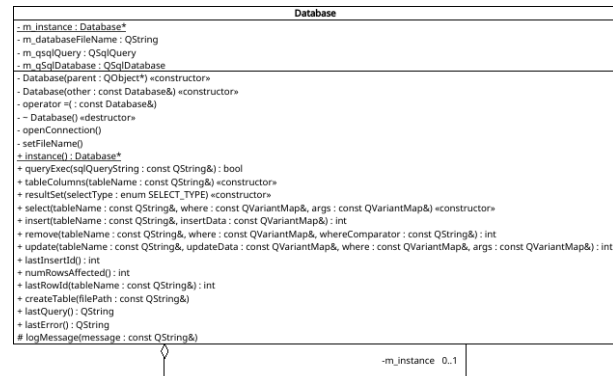 Database
- m_instance : Database*
- m_databaseFileName : QString
- m_qsqlQuery : QSqlQuery
- m_qSqlDatabase : QSqlDatabase
- Database(parent : QObject*) «constructor»
- Database(other : const Database&) «constructor»
- operator =( : const Database&)
- ~ Database() «destructor»
- openConnection()
- setFileName()
+ instance() : Database*
+ queryExec(sqlQueryString : const QString&) : bool
+ tableColumns(tableName : const QString&) «constructor»
+ resultSet(selectType : enum SELECT_TYPE) «constructor»
+ select(tableName : const QString&, where : const QVariantMap&, args : const QVariantMap&) «constructor»
+ insert(tableName : const QString&, insertData : const QVariantMap&) : int
+ remove(tableName : const QString&, where : const QVariantMap&, whereComparator : const QString&) : int
+ update(tableName : const QString&, updateData : const QVariantMap&, where : const QVariantMap&, args : const QVariantMap&) : int
+ lastInsertId() : int
+ numRowsAffected() : int
+ lastRowId(tableName : const QString&) : int
+ createTable(filePath : const QString&)
+ lastQuery() : QString
+ lastError() : QString
# logMessage(message : const QString&)
-m_instance 0..1